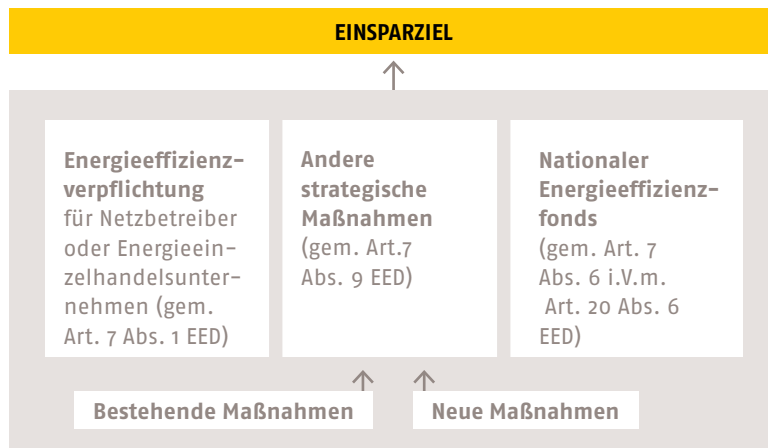 EINSPARZIEL
Energieeffizienz-
verpflichtung
für Netzbetreiber
oder Energieein-
zelhandelsunter-
nehmen (gem.
Art. 7 Abs. 1 EED)
Andere
strategische
Maßnahmen
(gem. Art.7
Abs. 9 EED)
Nationaler
Energieeffizienz-
fonds
(gem. Art. 7
Abs. 6 i.V.m.
Art. 20 Abs. 6
EED)
Bestehende Maßnahmen
Neue Maßnahmen